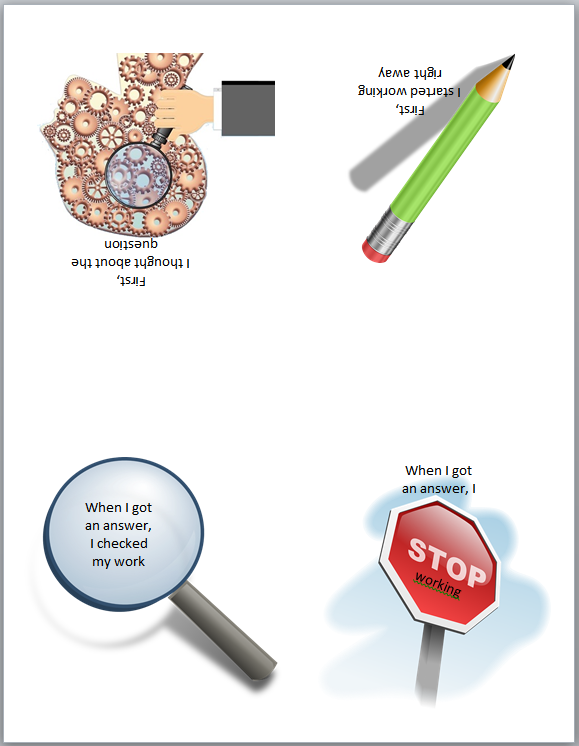 First,
I thought about the
question
First,
I started working
right away
When I got
an answer,
I checked
my work
When I got
an answer, I
STOP
working